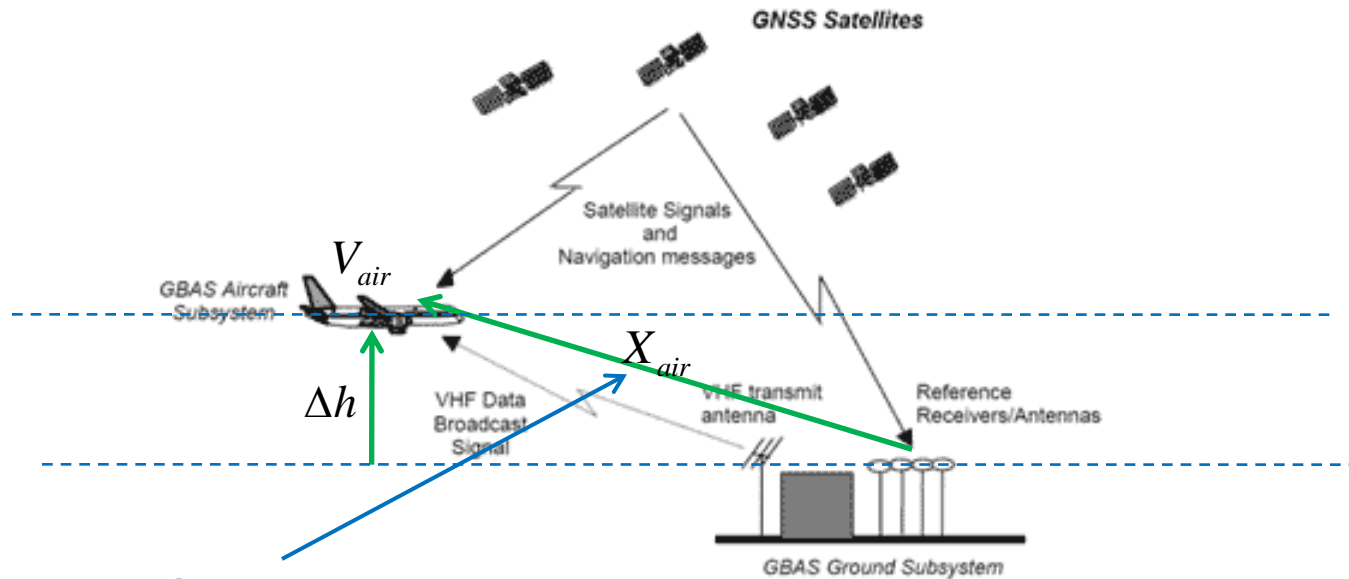 GNSS Satellites
Satellite Signals
and
Navigation messages
V_air
GBAS Aircraft
Subsystem
X_air
Δh
VHF Data
Broadcast
Signal
VHF transmit
antenna
Reference
Receivers/Antennas
GBAS Ground Subsystem